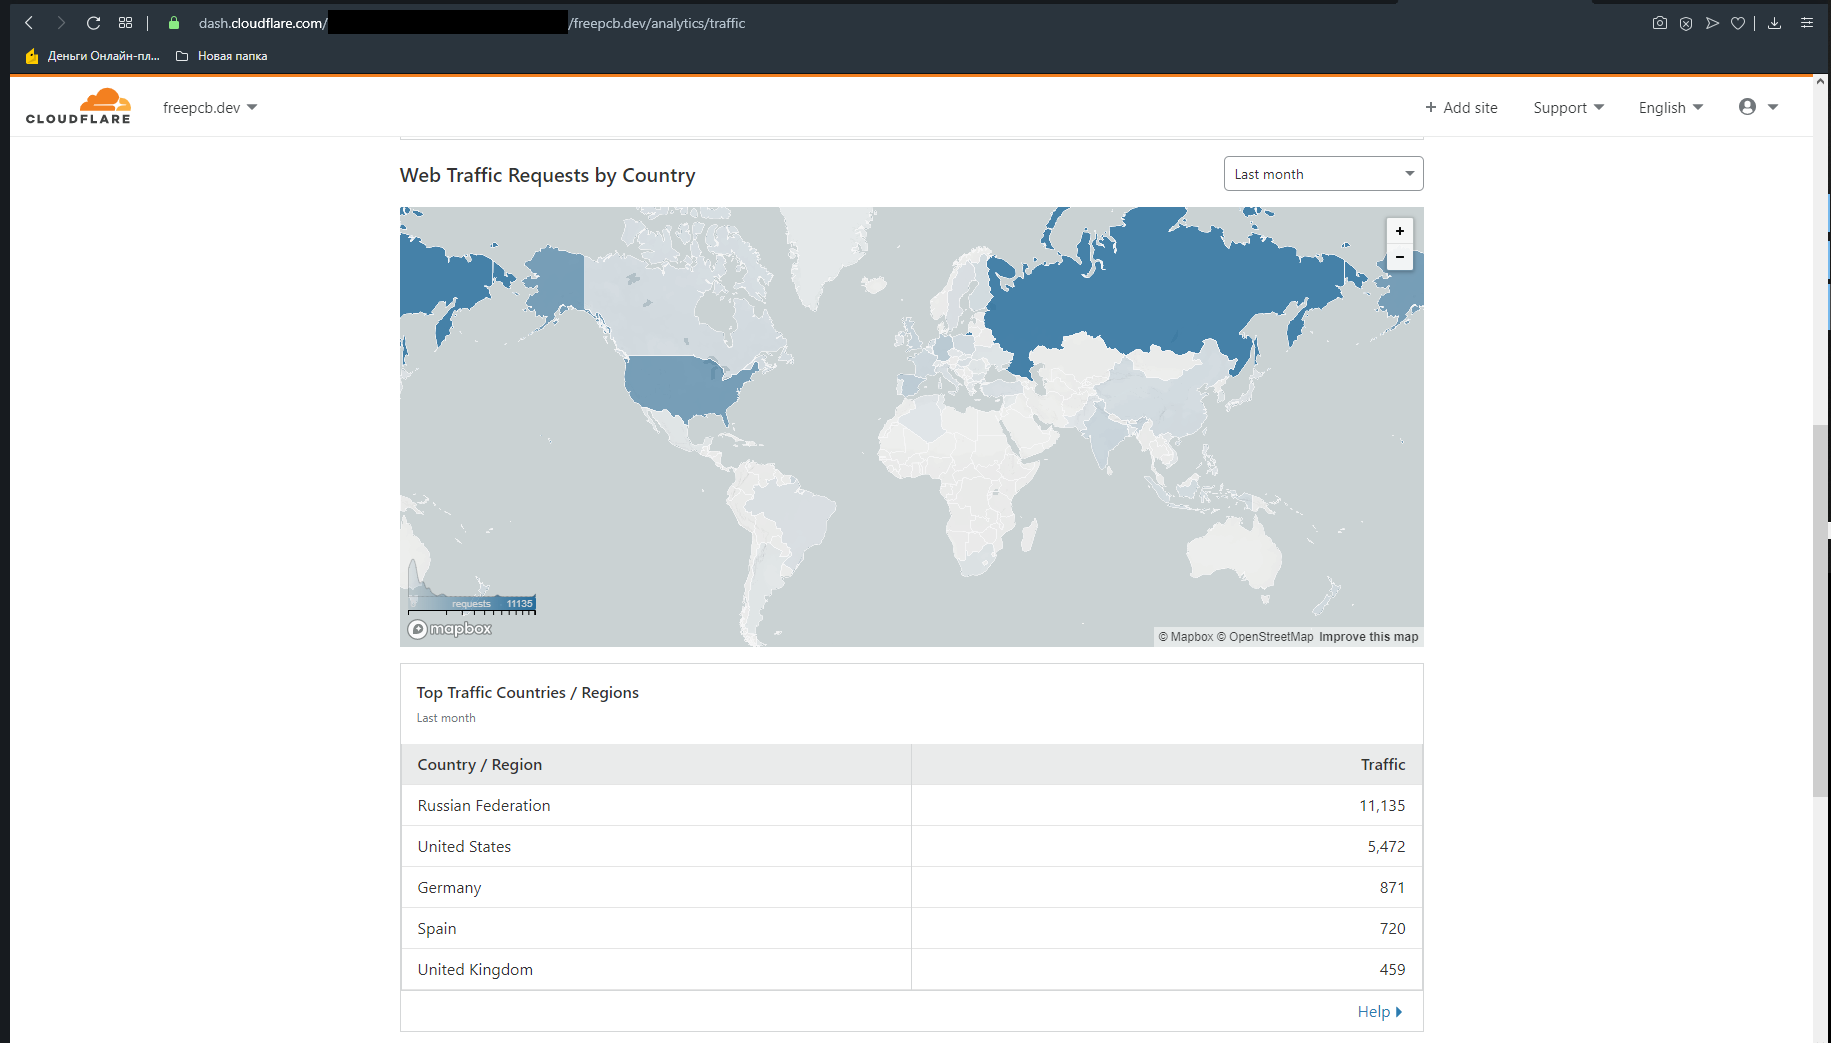 dash.cloudflare.com/ /freepcb.dev/analytics/traffic
Деньги Онлайн-пл... Новая папка
CLOUDFLARE freepcb.dev + Add site Support English
Web Traffic Requests by Country Last month
+
−
requests 11135
mapbox
© Mapbox © OpenStreetMap Improve this map
Top Traffic Countries / Regions
Last month
Country / Region Traffic
Russian Federation 11,135
United States 5,472
Germany 871
Spain 720
United Kingdom 459
Help